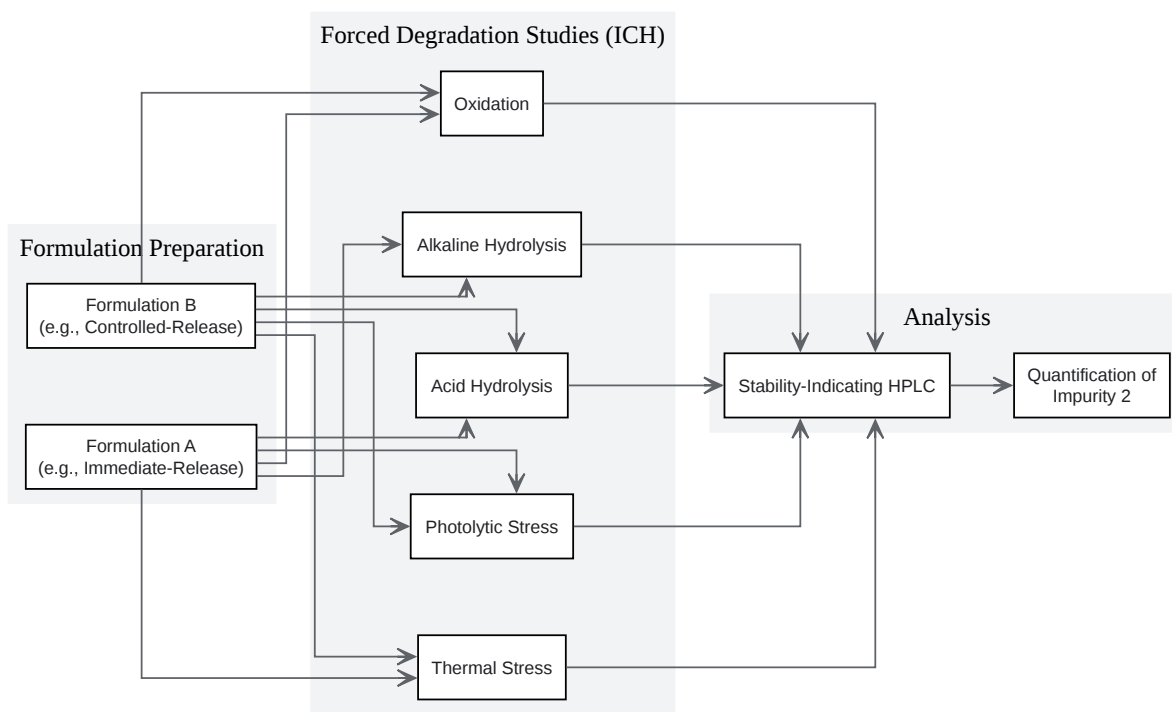 Forced Degradation Studies (ICH)
Oxidation
Alkaline Hydrolysis
Formulation Preparation
Formulation B
(e.g., Controlled-Release)
Analysis
Acid Hydrolysis
Stability-Indicating HPLC
Quantification of
Impurity 2
Formulation A
(e.g., Immediate-Release)
Photolytic Stress
Thermal Stress